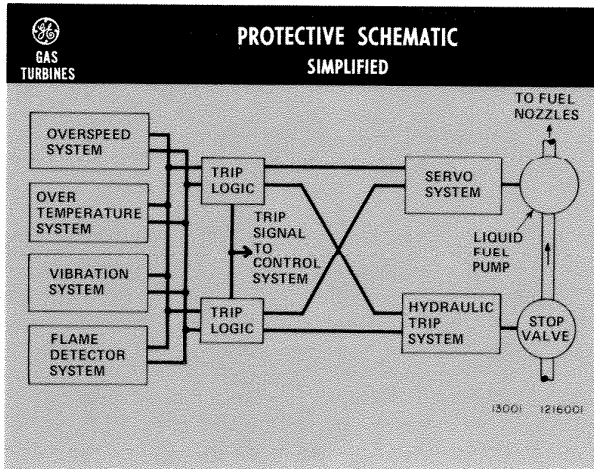 GE
GAS
TURBINES
PROTECTIVE SCHEMATIC
SIMPLIFIED
TO FUEL
NOZZLES
OVERSPEED
SYSTEM
OVER
TEMPERATURE
SYSTEM
VIBRATION
SYSTEM
FLAME
DETECTOR
SYSTEM
TRIP
LOGIC
TRIP
SIGNAL
TO
CONTROL
SYSTEM
TRIP
LOGIC
SERVO
SYSTEM
LIQUID
FUEL
PUMP
HYDRAULIC
TRIP
SYSTEM
STOP
VALVE
13001 1216001